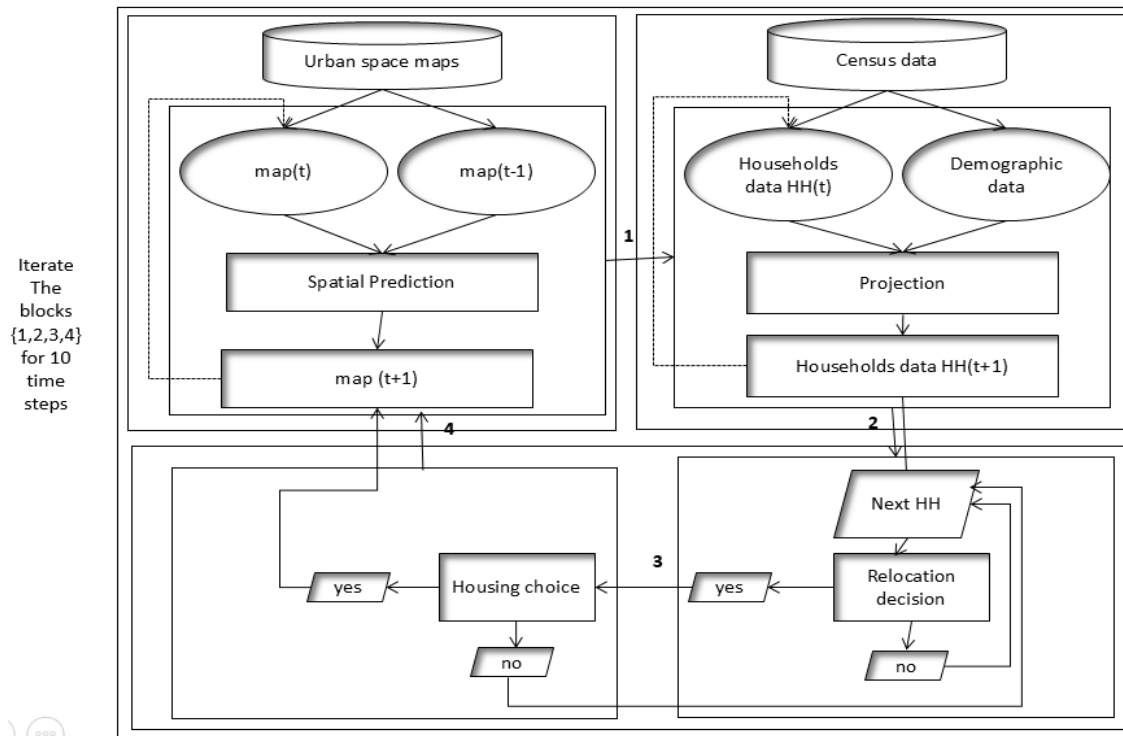 Iterate
The
blocks
{1,2,3,4}
for 10
time
steps
Urban space maps
map(t)
map(t-1)
Spatial Prediction
map (t+1)
1
Census data
Households
data HH(t)
Demographic
data
Projection
Households data HH(t+1)
2
Next HH
Relocation
decision
no
yes
3
Housing choice
no
yes
4